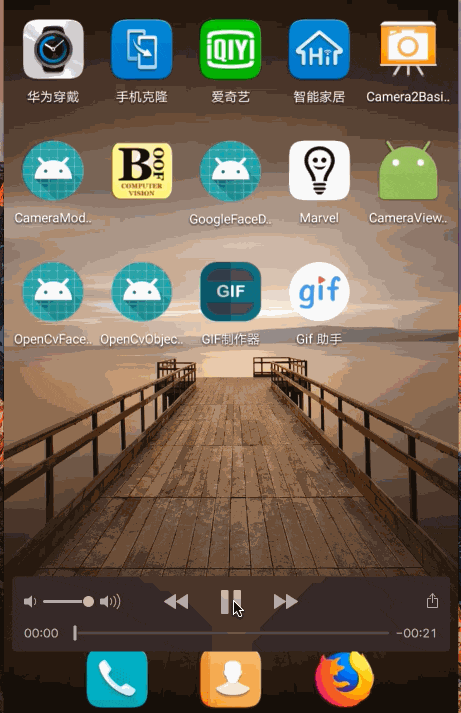 iQIYI
HiT
华为穿戴
手机克隆
爱奇艺
智能家居
Camera2Basi..
BOOF
COMPUTER
VISION
CameraMod..
GoogleFaceD..
Marvel
CameraView..
GIF
gif
OpenCvFace..
OpenCvObjec..
GIF制作器
Gif 助手
00:00
−00:21